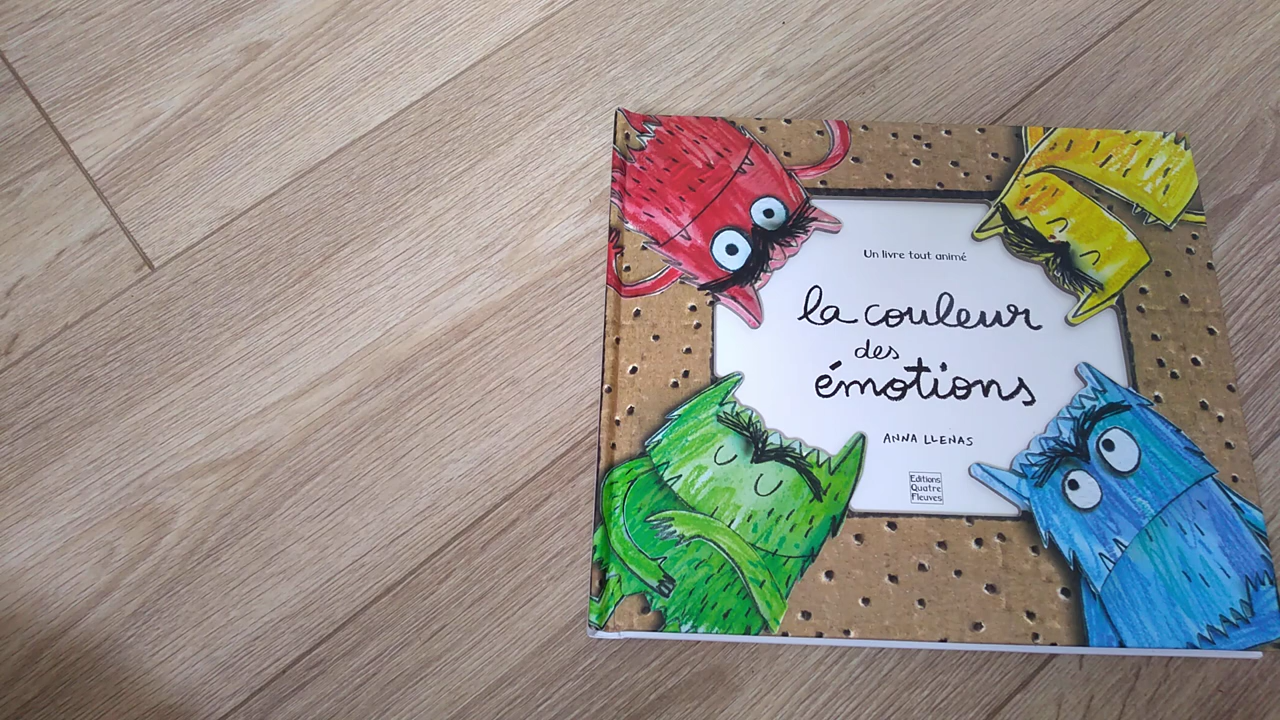 Un livre tout animé
la couleur
des
émotions
ANNA LLENAS
Editions
Quatre
Fleuves